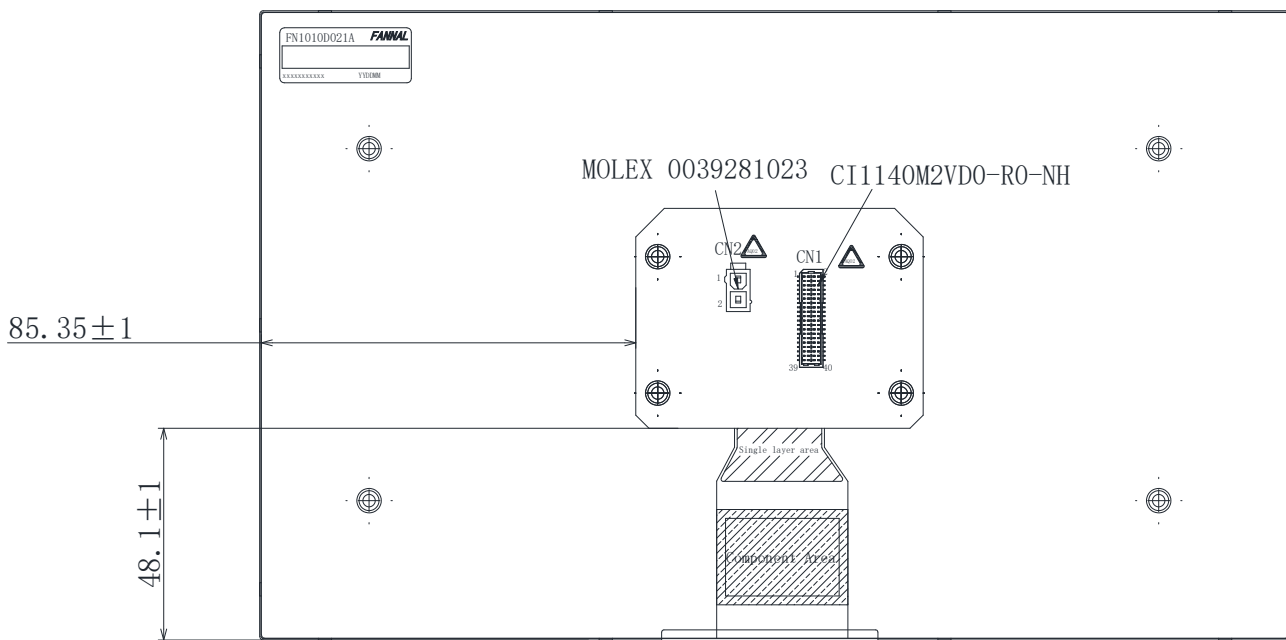 FN1010D021A FANNAL
xxxxxxxxxxx YYDDMM
MOLEX 0039281023 CI1140M2VD0-R0-NH
CN2
CN1
1
1
2
85.35±1
39 40
Single layer area
48.1±1
Component Area